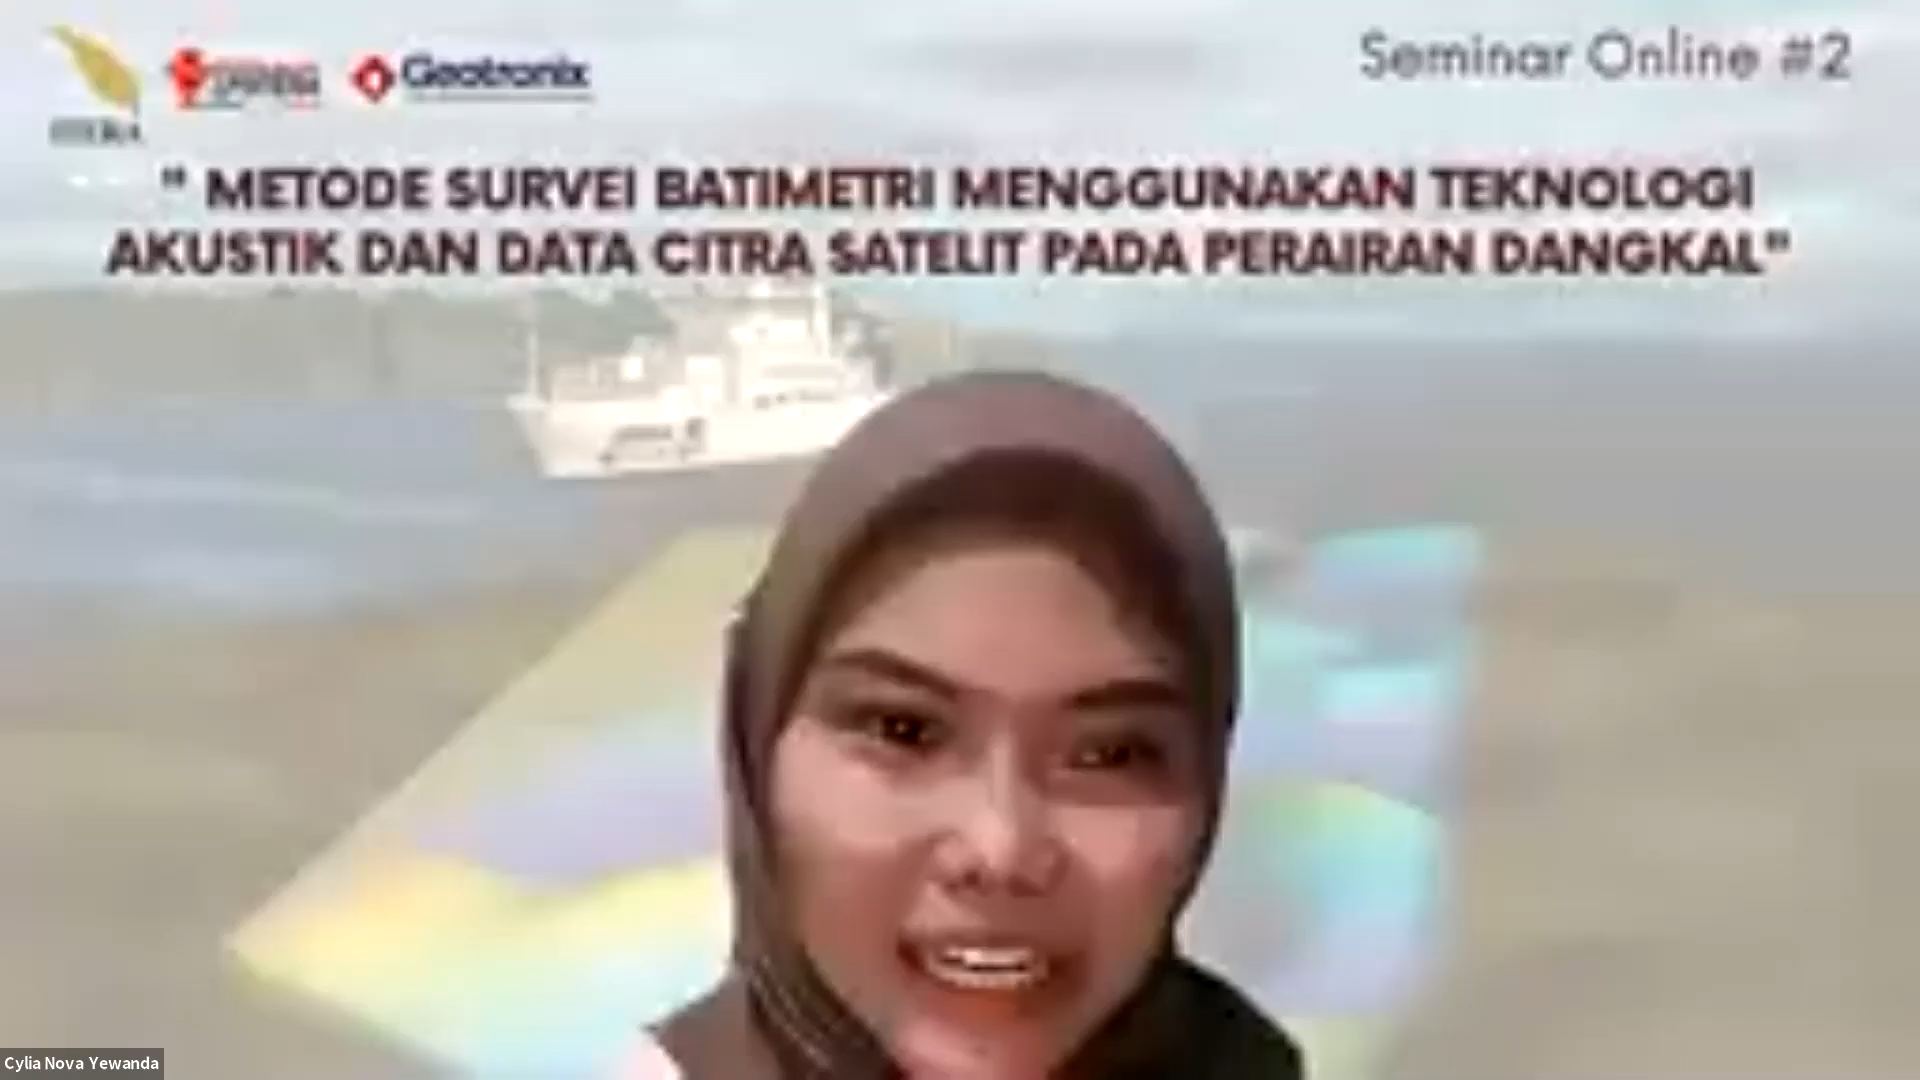 Geotronix
Seminar Online #2
" METODE SURVEI BATIMETRI MENGGUNAKAN TEKNOLOGI
AKUSTIK DAN DATA CITRA SATELIT PADA PERAIRAN DANGKAL"
Cylia Nova Yewanda